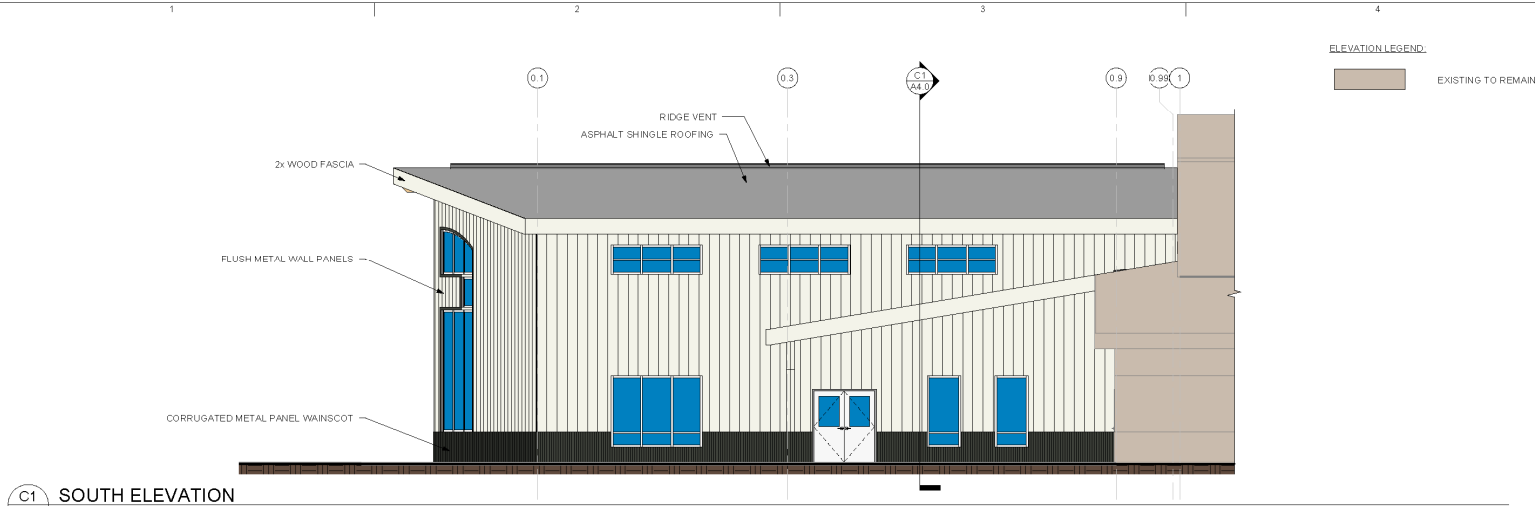 1 2 3 4
ELEVATION LEGEND:
EXISTING TO REMAIN
0.1 0.3 C1 0.9 0.99 1
A4.0
RIDGE VENT
ASPHALT SHINGLE ROOFING
2x WOOD FASCIA
FLUSH METAL WALL PANELS
CORRUGATED METAL PANEL WAINSCOT
C1 SOUTH ELEVATION